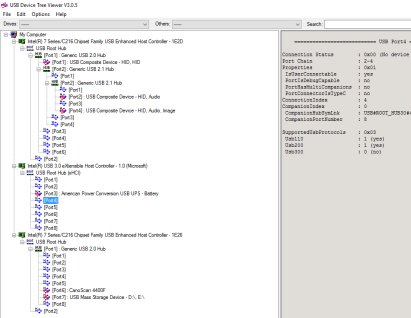 USB Device Tree Viewer V3.0.5
File Edit Options Help
Drives: ---- Others: ---- Search:
My Computer
Intel(R) 7 Series/C216 Chipset Family USB Enhanced Host Controller - 1E2D
USB Root Hub
[Port1] : Generic USB 2.0 Hub
[Port1] : USB Composite Device - HID, HID
[Port2] : Generic USB 2.1 Hub
[Port1]
[Port2] : Generic USB 2.1 Hub
[Port1]
[Port2] : USB Composite Device - HID, Audio
[Port3]
[Port4] : USB Composite Device - HID, Audio, Image
[Port3]
[Port4]
[Port3]
[Port4]
[Port5]
[Port6]
[Port2]
Intel(R) USB 3.0 eXtensible Host Controller - 1.0 (Microsoft)
USB Root Hub (xHCI)
[Port1]
[Port2]
[Port3] : American Power Conversion USB UPS - Battery
[Port4]
[Port5]
[Port6]
[Port7]
[Port8]
Intel(R) 7 Series/C216 Chipset Family USB Enhanced Host Controller - 1E26
USB Root Hub
[Port1] : Generic USB 2.0 Hub
[Port1]
[Port2]
[Port3]
[Port4]
[Port5]
[Port6] : CanoScan 4400F
[Port7] : USB Mass Storage Device - D:\, E:\
[Port8]
[Port2]
========================== USB Port4 =
Connection Status : 0x00 (No device
Port Chain : 2-4
Properties : 0x01
IsUserConnectable : yes
PortIsDebugCapable : no
PortHasMultiCompanions : no
PortConnectorIsTypeC : no
ConnectionIndex : 4
CompanionIndex : 0
CompanionHubSymLnk : USB#ROOT_HUB30#
CompanionPortNumber : 8
SupportedUsbProtocols : 0x03
Usb110 : 1 (yes)
Usb200 : 1 (yes)
Usb300 : 0 (no)